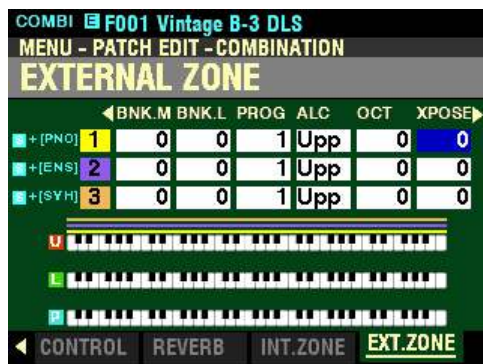 COMBI E F001 Vintage B-3 DLS
MENU - PATCH EDIT - COMBINATION
EXTERNAL ZONE
BNK.M BNK.L PROG ALC OCT XPOSE
S +[PNO] 1 0 0 1 Upp 0 0
S +[ENS] 2 0 0 1 Upp 0 0
S +[SYH] 3 0 0 1 Upp 0 0
U
L
P
CONTROL REVERB INT.ZONE EXT.ZONE